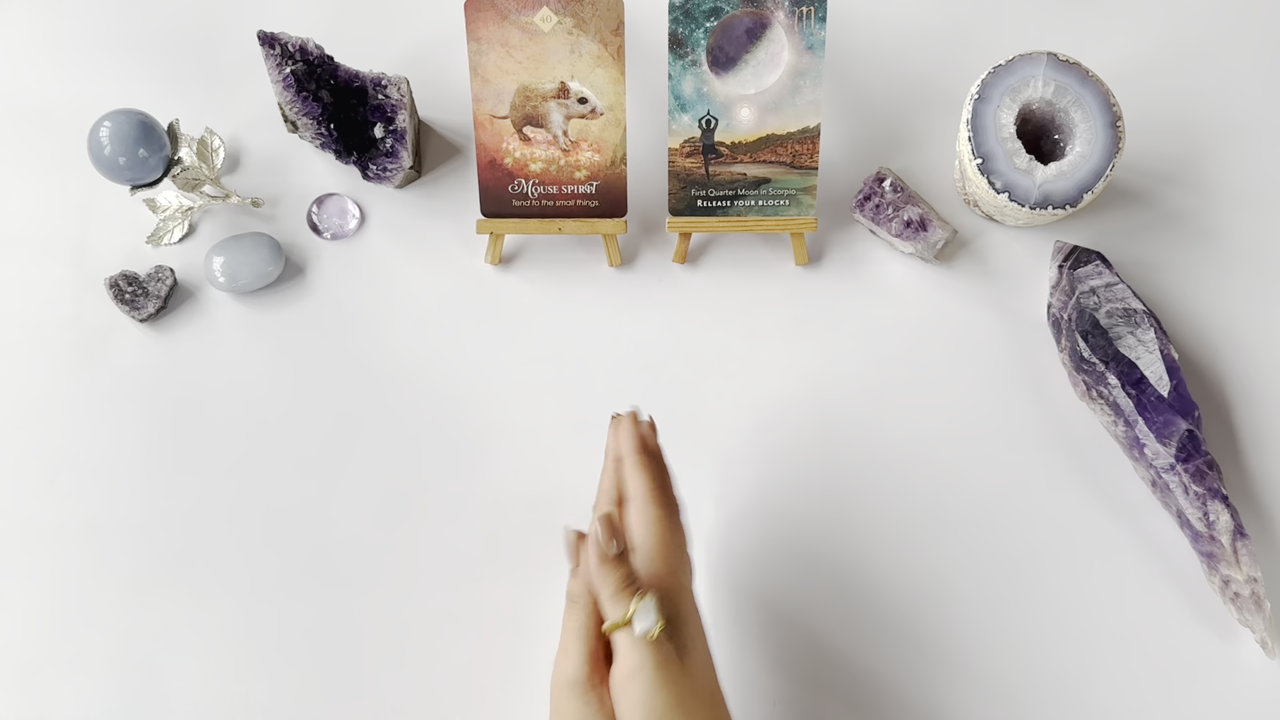 40
Mouse Spirit
Tend to the small things.
♏
First Quarter Moon in Scorpio
Release your blocks